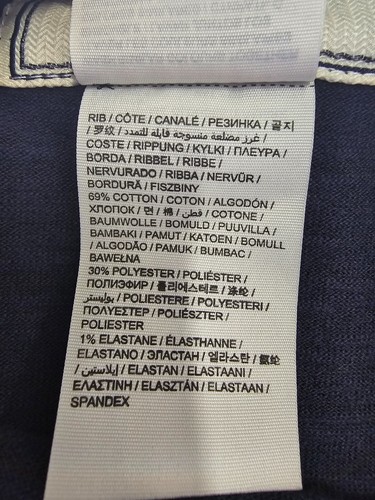 RIB / CÔTE / CANALÉ / РЕЗИНКА / 골지
/ 罗纹 / غرز مضلعة منسوجة قابلة للتمدد /
COSTE / RIPPUNG / KYLKI / ΠΛΕΥΡΑ /
BORDA / RIBBEL / RIBBE /
NERVURADO / RIBBA / NERVÜR /
BORDURĂ / FISZBINY
69% COTTON / COTON / ALGODÓN /
ХЛОПОК / 면 / 棉 / قطن / COTONE /
BAUMWOLLE / BOMULD / PUUVILLA /
BAMBAKI / PAMUT / KATOEN / BOMULL
/ ALGODÃO / PAMUK / BUMBAC /
BAWEŁNA
30% POLYESTER / POLIÉSTER /
ПОЛИЭФИР / 폴리에스테르 / 涤纶 /
بوليستر / POLIESTERE / POLYESTERI /
ΠΟΛΥΕΣΤΕΡ / POLIÉSZTER /
POLIESTER
1% ELASTANE / ÉLASTHANNE /
ELASTANO / ЭЛАСТАН / 엘라스탄 / 氨纶
/ إيلاستين / ELASTAN / ELASTAANI /
ΕΛΑΣΤΙΝΗ / ELASZTÁN / ELASTAAN /
SPANDEX